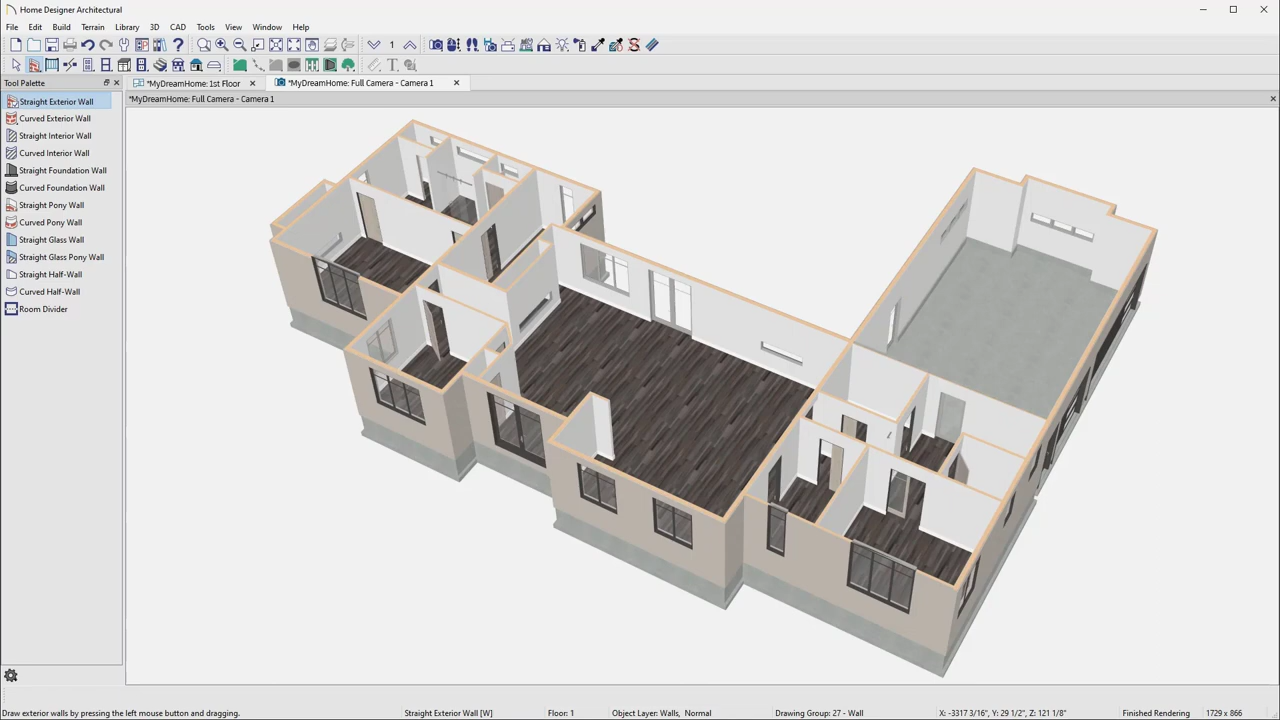 Home Designer Architectural
File Edit Build Terrain Library 3D CAD Tools View Window Help
1
Tool Palette
*MyDreamHome: 1st Floor
*MyDreamHome: Full Camera - Camera 1
*MyDreamHome: Full Camera - Camera 1
Straight Exterior Wall
Curved Exterior Wall
Straight Interior Wall
Curved Interior Wall
Straight Foundation Wall
Curved Foundation Wall
Straight Pony Wall
Curved Pony Wall
Straight Glass Wall
Straight Glass Pony Wall
Straight Half-Wall
Curved Half-Wall
Room Divider
Draw exterior walls by pressing the left mouse button and dragging. Straight Exterior Wall [W] Floor: 1 Object Layer: Walls, Normal Drawing Group: 27 - Wall X: -3317 3/16", Y: 29 1/2", Z: 121 1/8" Finished Rendering 1729 x 866